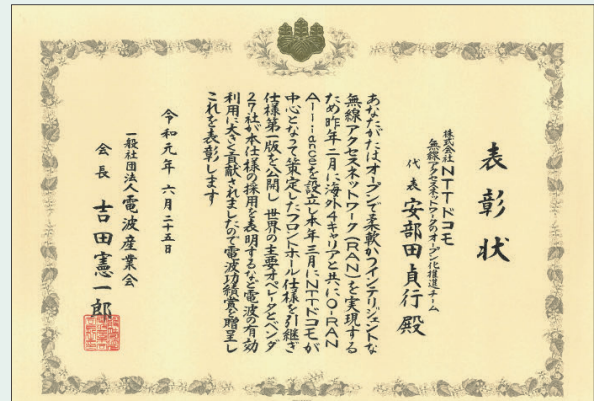 表彰状
株式会社NTTドコモ
無線アクセスネットワークのオープン化推進チーム
代表 安部田貞行 殿
あなたがたはオープンで柔軟かつインテリジェントな
無線アクセスネットワーク(RAN)を実現する
ため昨年二月に海外4キャリアと共にO-RAN
Allianceを設立し本年三月にNTTドコモが
中心となって策定したフロントホール仕様を引継ぎ
仕様第一版を公開し世界の主要オペレータとベンダ
27社が本仕様の採用を表明するなど電波の有効
利用に大きく貢献されましたので電波功績賞を贈呈し
これを表彰します
令和元年六月二十五日
一般社団法人電波産業会
会長 吉田憲一郎